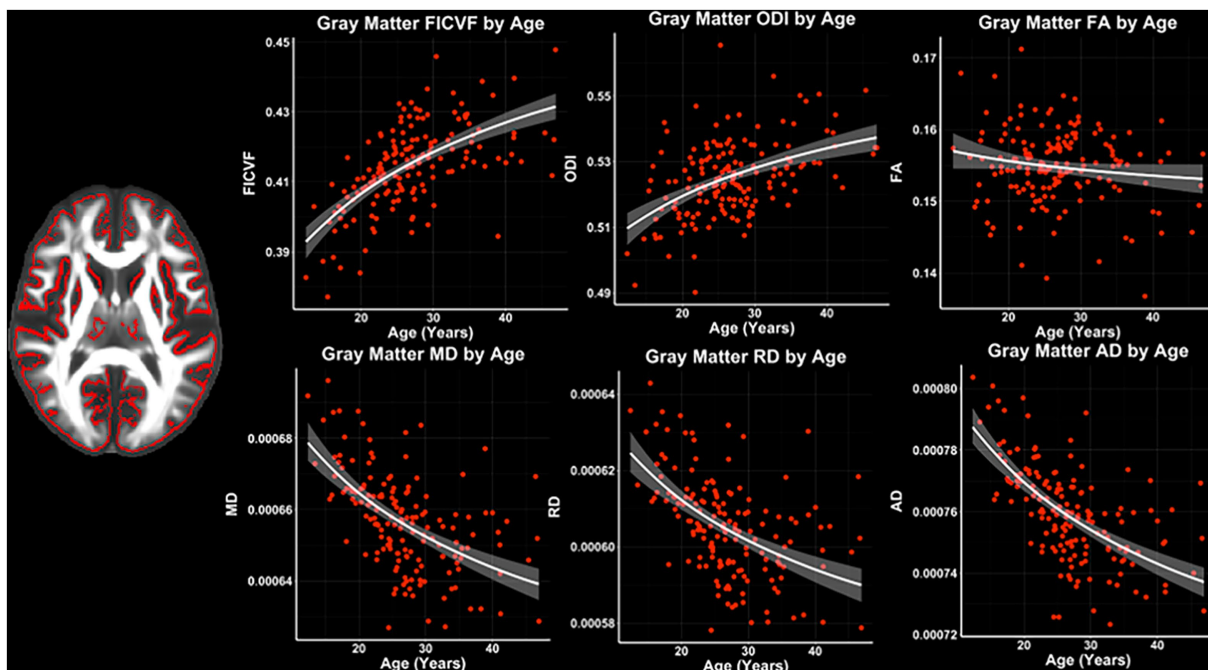 Gray Matter FICVF by Age
0.45
0.43
0.41
0.39
FICVF
20
30
40
Age (Years)
Gray Matter ODI by Age
0.55
0.53
0.51
0.49
ODI
20
30
40
Age (Years)
Gray Matter FA by Age
0.17
0.16
0.15
0.14
FA
20
30
40
Age (Years)
Gray Matter MD by Age
0.00068
0.00066
0.00064
MD
20
30
40
Age (Years)
Gray Matter RD by Age
0.00064
0.00062
0.00060
0.00058
RD
20
30
40
Age (Years)
Gray Matter AD by Age
0.00080
0.00078
0.00076
0.00074
0.00072
AD
20
30
40
Age (Years)